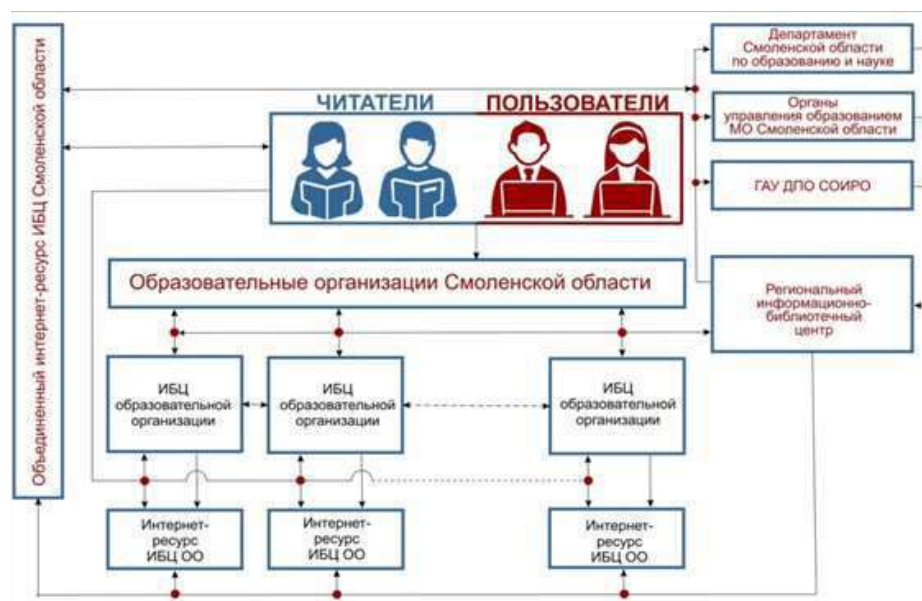 Объединенный интернет-ресурс ИБЦ Смоленской области
ЧИТАТЕЛИ
ПОЛЬЗОВАТЕЛИ
Департамент
Смоленской области
по образованию и науке
Органы
управления образованием
МО Смоленской области
ГАУ ДПО СОИРО
Региональный
информационно-
библиотечный
центр
Образовательные организации Смоленской области
ИБЦ
образовательной
организации
ИБЦ
образовательной
организации
ИБЦ
образовательной
организации
Интернет-
ресурс
ИБЦ ОО
Интернет-
ресурс
ИБЦ ОО
Интернет-
ресурс
ИБЦ ОО